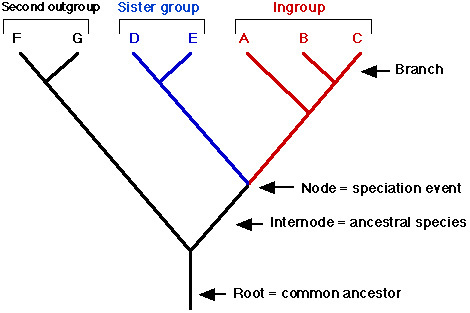 Second outgroup Sister group Ingroup
F G D E A B C
Branch
Node = speciation event
Internode = ancestral species
Root = common ancestor